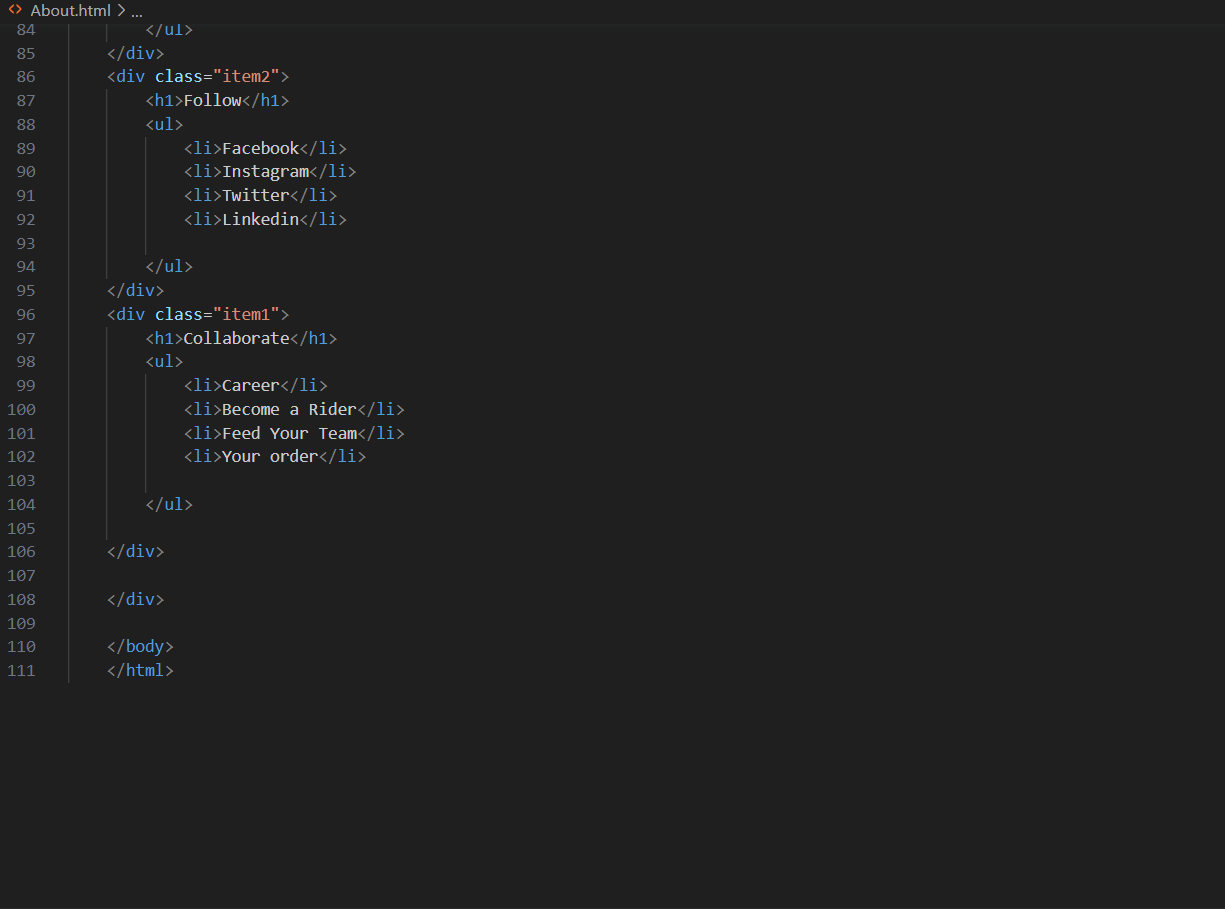 About.html > ...
84 </ul>
85 </div>
86 <div class="item2">
87 <h1>Follow</h1>
88 <ul>
89 <li>Facebook</li>
90 <li>Instagram</li>
91 <li>Twitter</li>
92 <li>Linkedin</li>
93
94 </ul>
95 </div>
96 <div class="item1">
97 <h1>Collaborate</h1>
98 <ul>
99 <li>Career</li>
100 <li>Become a Rider</li>
101 <li>Feed Your Team</li>
102 <li>Your order</li>
103
104 </ul>
105
106 </div>
107
108 </div>
109
110 </body>
111 </html>